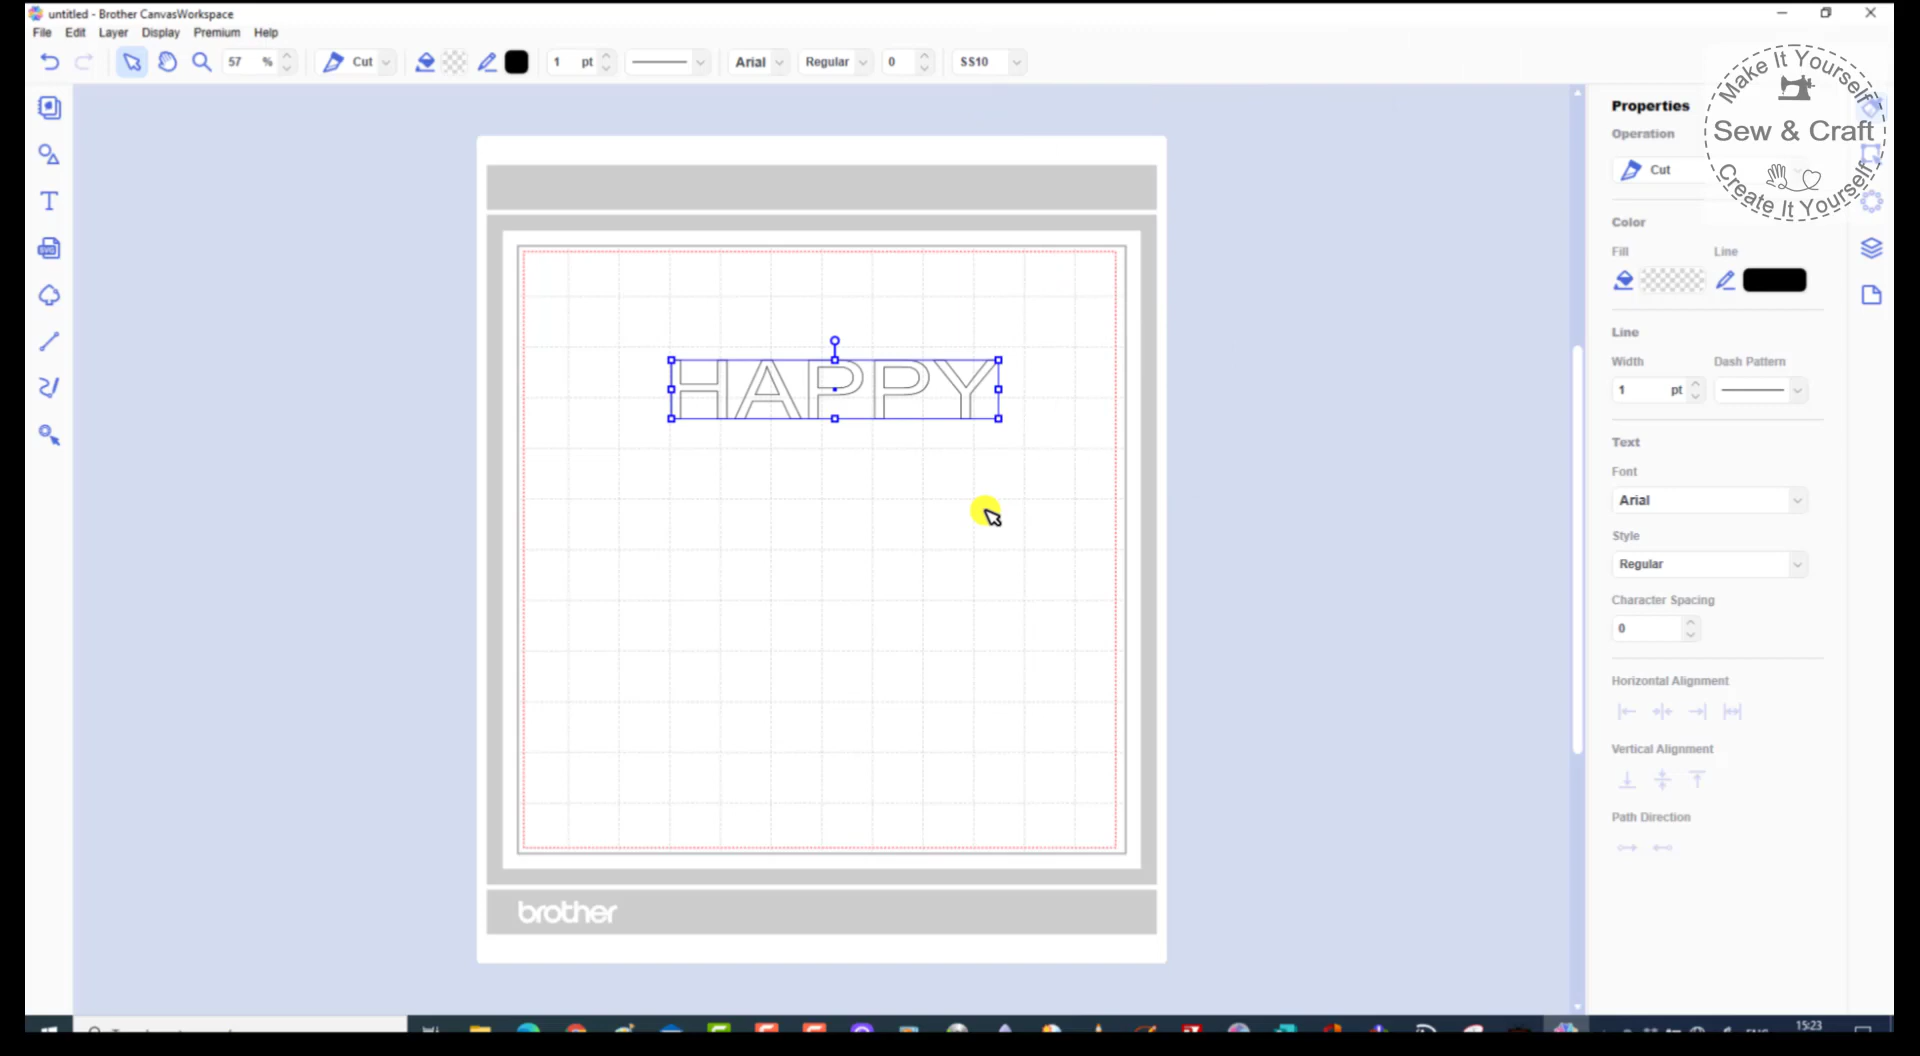 untitled - Brother CanvasWorkspace
File Edit Layer Display Premium Help
57 % Cut 1 pt Arial Regular 0 SS10
Make It Yourself
Sew & Craft
Create It Yourself
Properties
Operation
Cut
Color
Fill Line
Line
Width Dash Pattern
1 pt
Text
Font
Arial
Style
Regular
Character Spacing
0
Horizontal Alignment
Vertical Alignment
Path Direction
T
SVG
HAPPY
brother
15:23